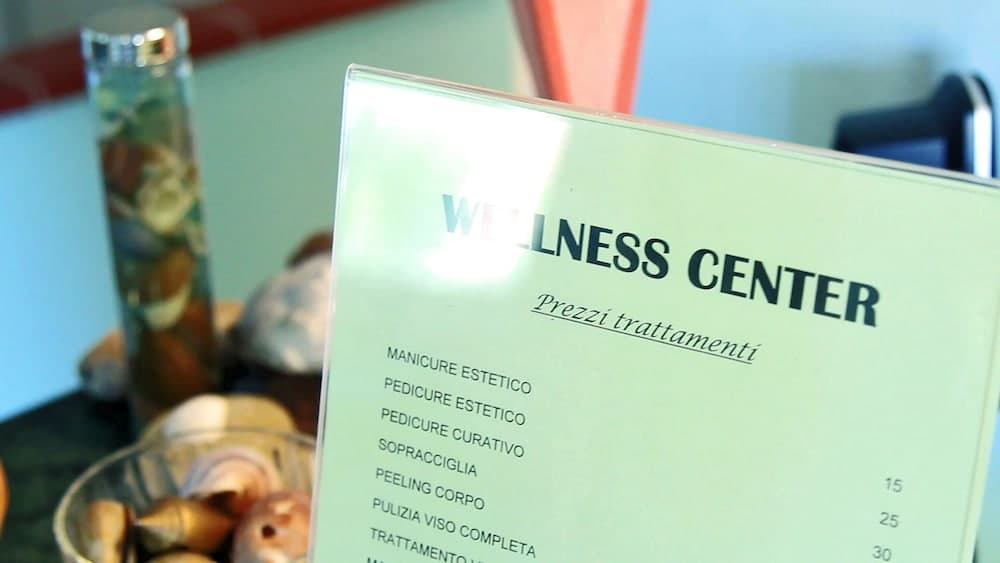 WELLNESS CENTER
Prezzi trattamenti
MANICURE ESTETICO 15
PEDICURE ESTETICO 25
PEDICURE CURATIVO 30
SOPRACCIGLIA
PEELING CORPO
PULIZIA VISO COMPLETA
TRATTAMENTO